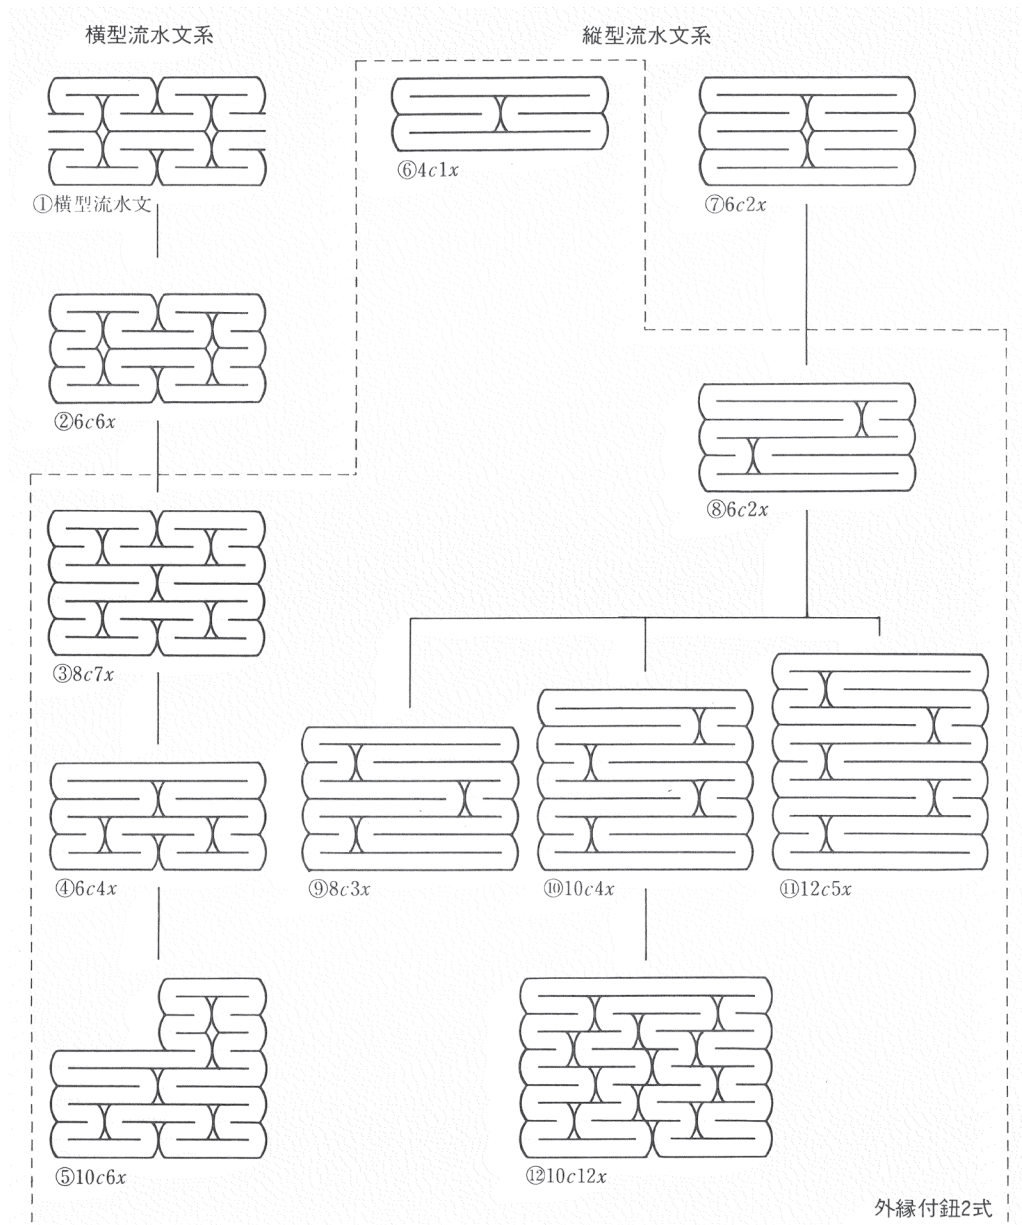 横型流水文系
縦型流水文系
①横型流水文
⑥4c1x
⑦6c2x
②6c6x
⑧6c2x
③8c7x
④6c4x
⑨8c3x
⑩10c4x
⑪12c5x
⑤10c6x
⑫10c12x
外縁付鈕2式